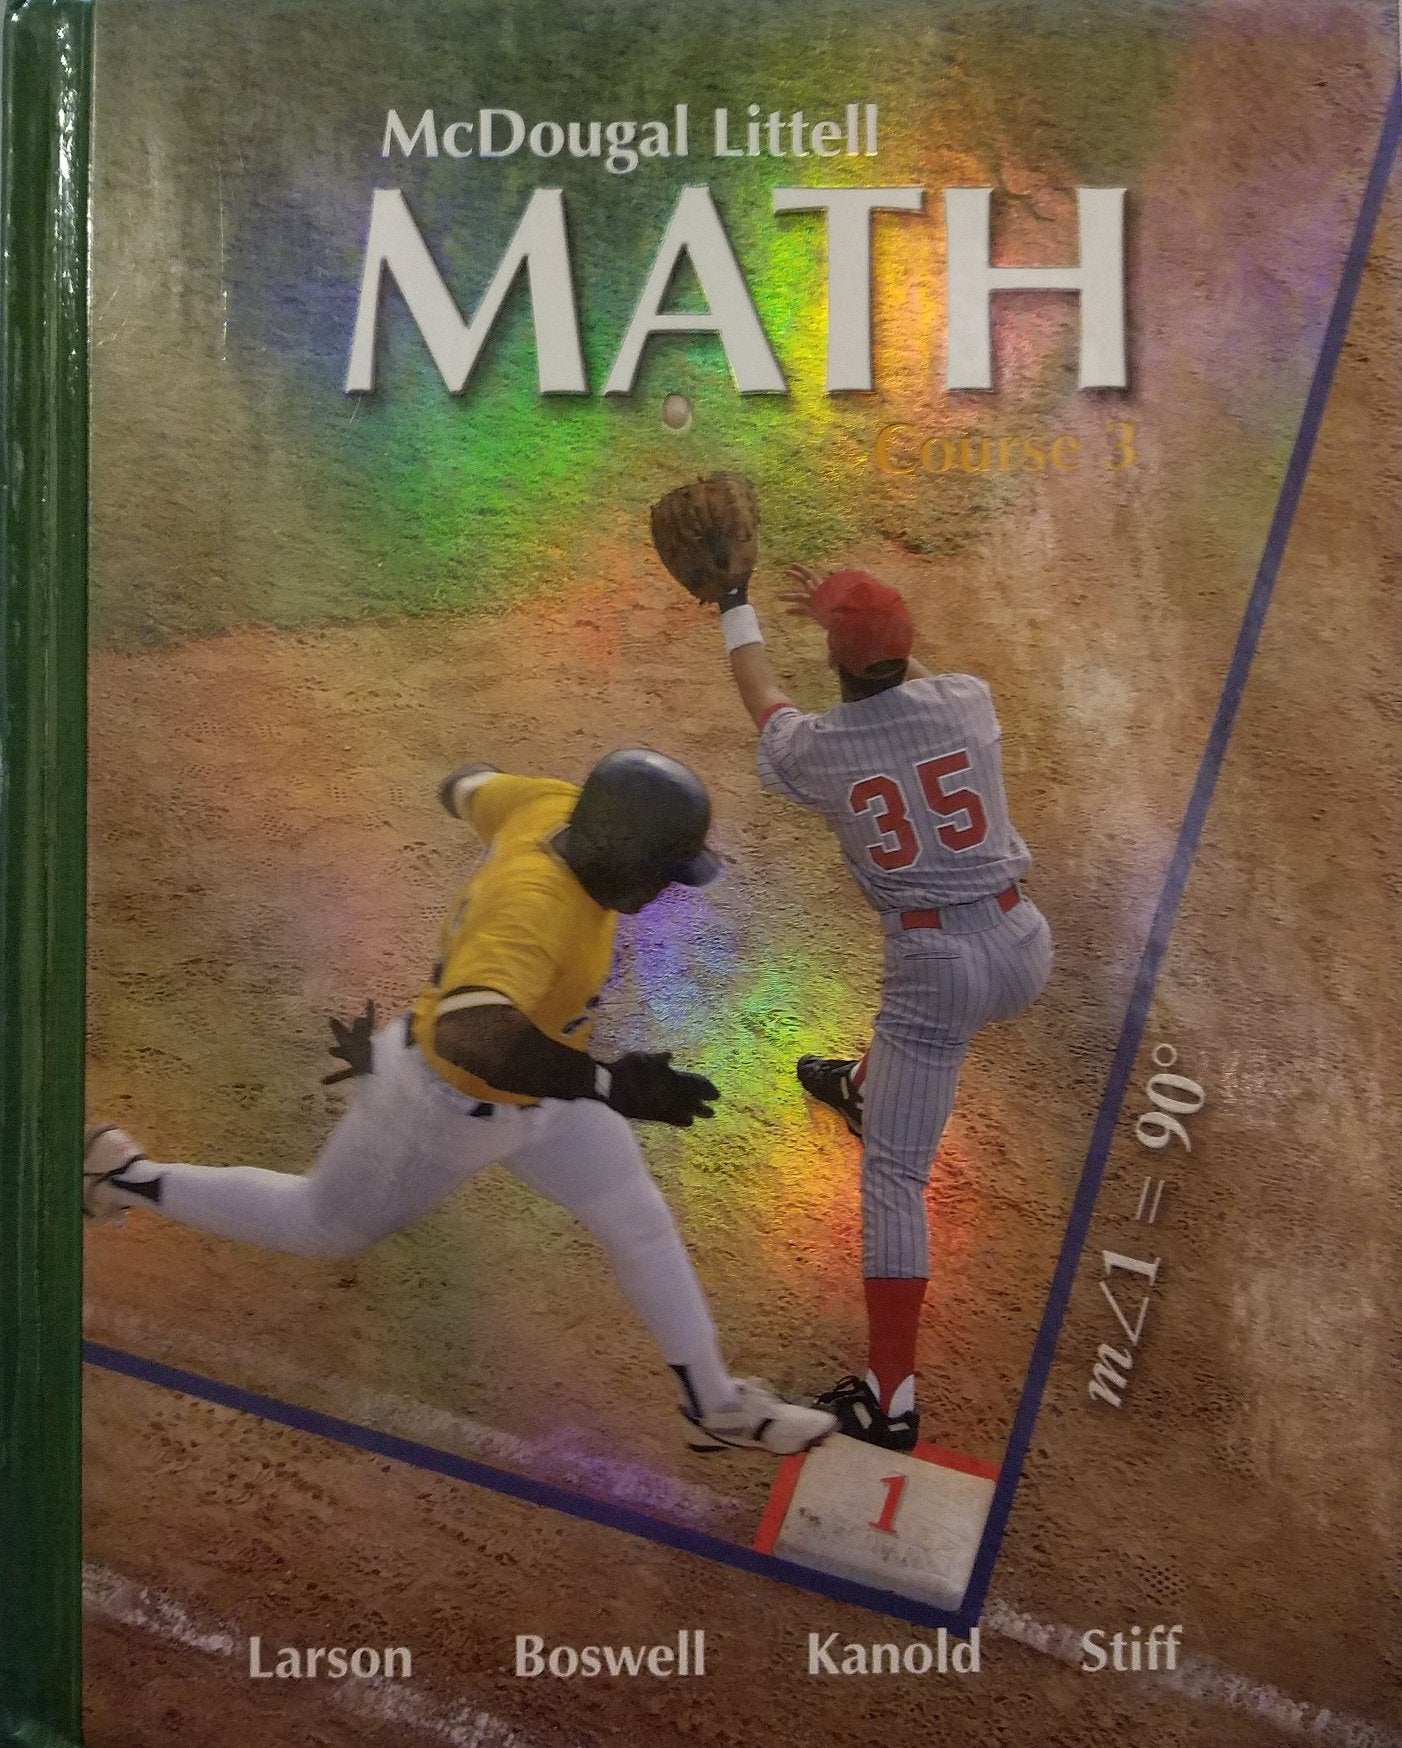 McDougal Littell
MATH
Course 3
35
m∠1 = 90°
1
Larson Boswell Kanold Stiff